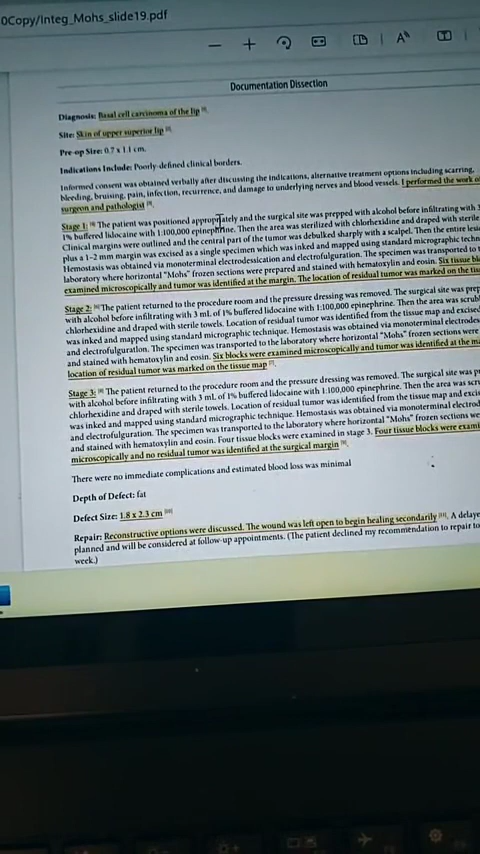 0Copy/Integ_Mohs_slide19.pdf
Documentation Dissection
Diagnosis: Basal cell carcinoma of the lip
Site: Skin of upper superior lip
Pre-op Size: 0.7 x 1.1 cm.
Indications Include: Poorly-defined clinical borders.
Informed consent was obtained verbally after discussing the indications, alternative treatment options including scarring,
bleeding, bruising, pain, infection, recurrence, and damage to underlying nerves and blood vessels. I performed the work o
surgeon and pathologist
Stage 1: The patient was positioned appropriately and the surgical site was prepped with alcohol before infiltrating with 3
1% buffered lidocaine with 1:100,000 epinephrine. Then the area was sterilized with chlorhexidine and draped with sterile
Clinical margins were outlined and the central part of the tumor was debulked sharply with a scalpel. Then the entire lesi
plus a 1-2 mm margin was excised as a single specimen which was inked and mapped using standard micrographic techn
Hemostasis was obtained via monoterminal electrodessication and electrofulguration. The specimen was transported to t
laboratory where horizontal "Mohs" frozen sections were prepared and stained with hematoxylin and eosin. Six tissue bl
examined microscopically and tumor was identified at the margin. The location of residual tumor was marked on the tis
Stage 2: The patient returned to the procedure room and the pressure dressing was removed. The surgical site was prep
with alcohol before infiltrating with 3 mL of 1% buffered lidocaine with 1:100,000 epinephrine. Then the area was scrub
chlorhexidine and draped with sterile towels. Location of residual tumor was identified from the tissue map and excised
was inked and mapped using standard micrographic technique. Hemostasis was obtained via monoterminal electrodes
and electrofulguration. The specimen was transported to the laboratory where horizontal "Mohs" frozen sections were
and stained with hematoxylin and eosin. Six blocks were examined microscopically and tumor was identified at the ma
location of residual tumor was marked on the tissue map
Stage 3: The patient returned to the procedure room and the pressure dressing was removed. The surgical site was p
with alcohol before infiltrating with 3 mL of 1% buffered lidocaine with 1:100,000 epinephrine. Then the area was scr
chlorhexidine and draped with sterile towels. Location of residual tumor was identified from the tissue map and excis
was inked and mapped using standard micrographic technique. Hemostasis was obtained via monoterminal electrod
and electrofulguration. The specimen was transported to the laboratory where horizontal "Mohs" frozen sections we
and stained with hematoxylin and eosin. Four tissue blocks were examined in stage 3. Four tissue blocks were exami
microscopically and no residual tumor was identified at the surgical margin
There were no immediate complications and estimated blood loss was minimal
Depth of Defect: fat
Defect Size: 1.8 x 2.3 cm
Repair: Reconstructive options were discussed. The wound was left open to begin healing secondarily. A delaye
planned and will be considered at follow-up appointments. (The patient declined my recommendation to repair to
week.)